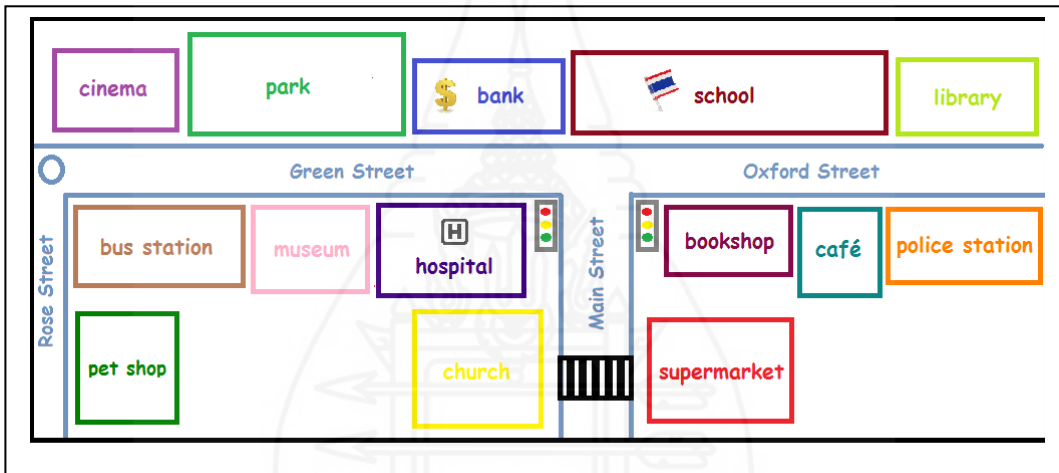 cinema
park
$ bank
school
library
Green Street
Oxford Street
bus station
museum
H
hospital
bookshop
café
police station
Rose Street
Main Street
pet shop
church
supermarket